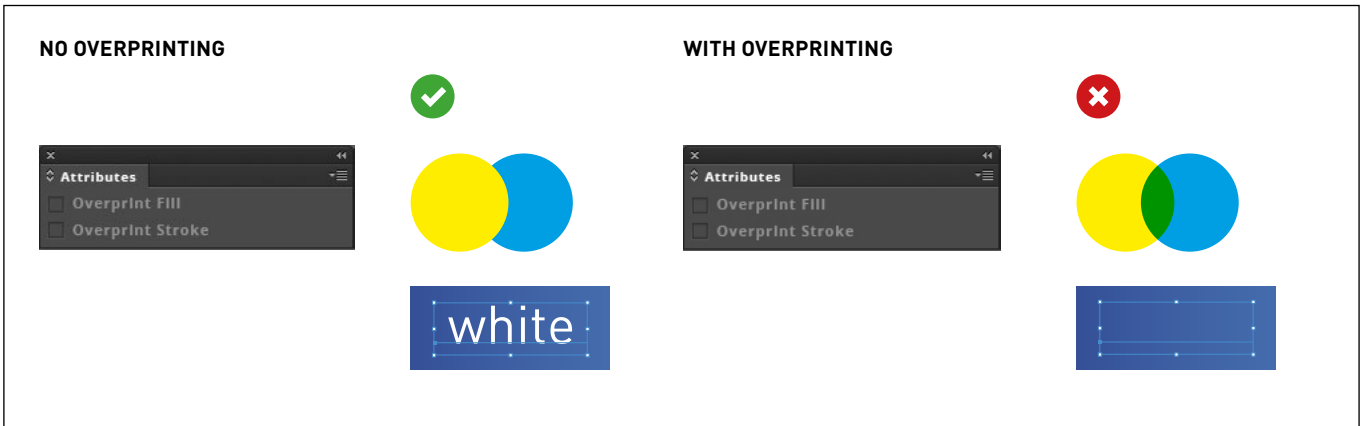 NO OVERPRINTING
WITH OVERPRINTING
Attributes
Overprint Fill
Overprint Stroke
Attributes
Overprint Fill
Overprint Stroke
white